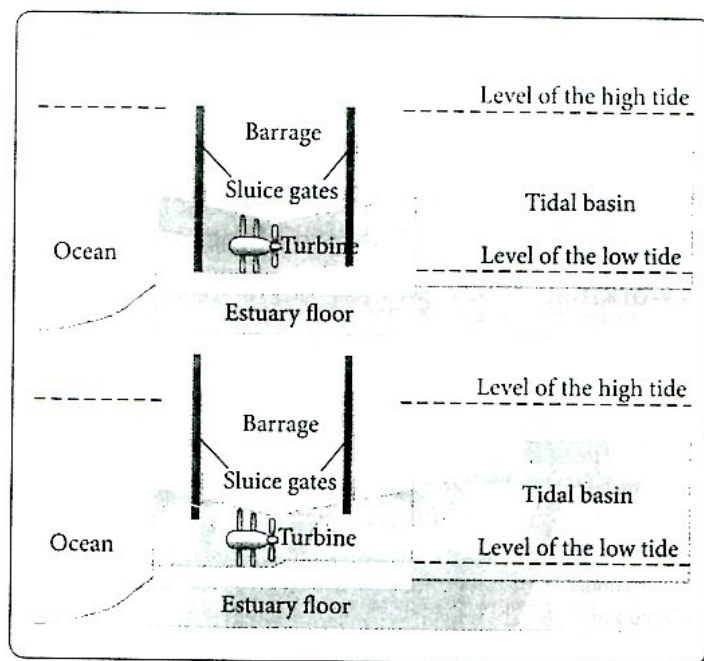 Level of the high tide
Barrage
Sluice gates
Tidal basin
Turbine
Ocean
Level of the low tide
Estuary floor
Level of the high tide
Barrage
Sluice gates
Tidal basin
Turbine
Ocean
Level of the low tide
Estuary floor